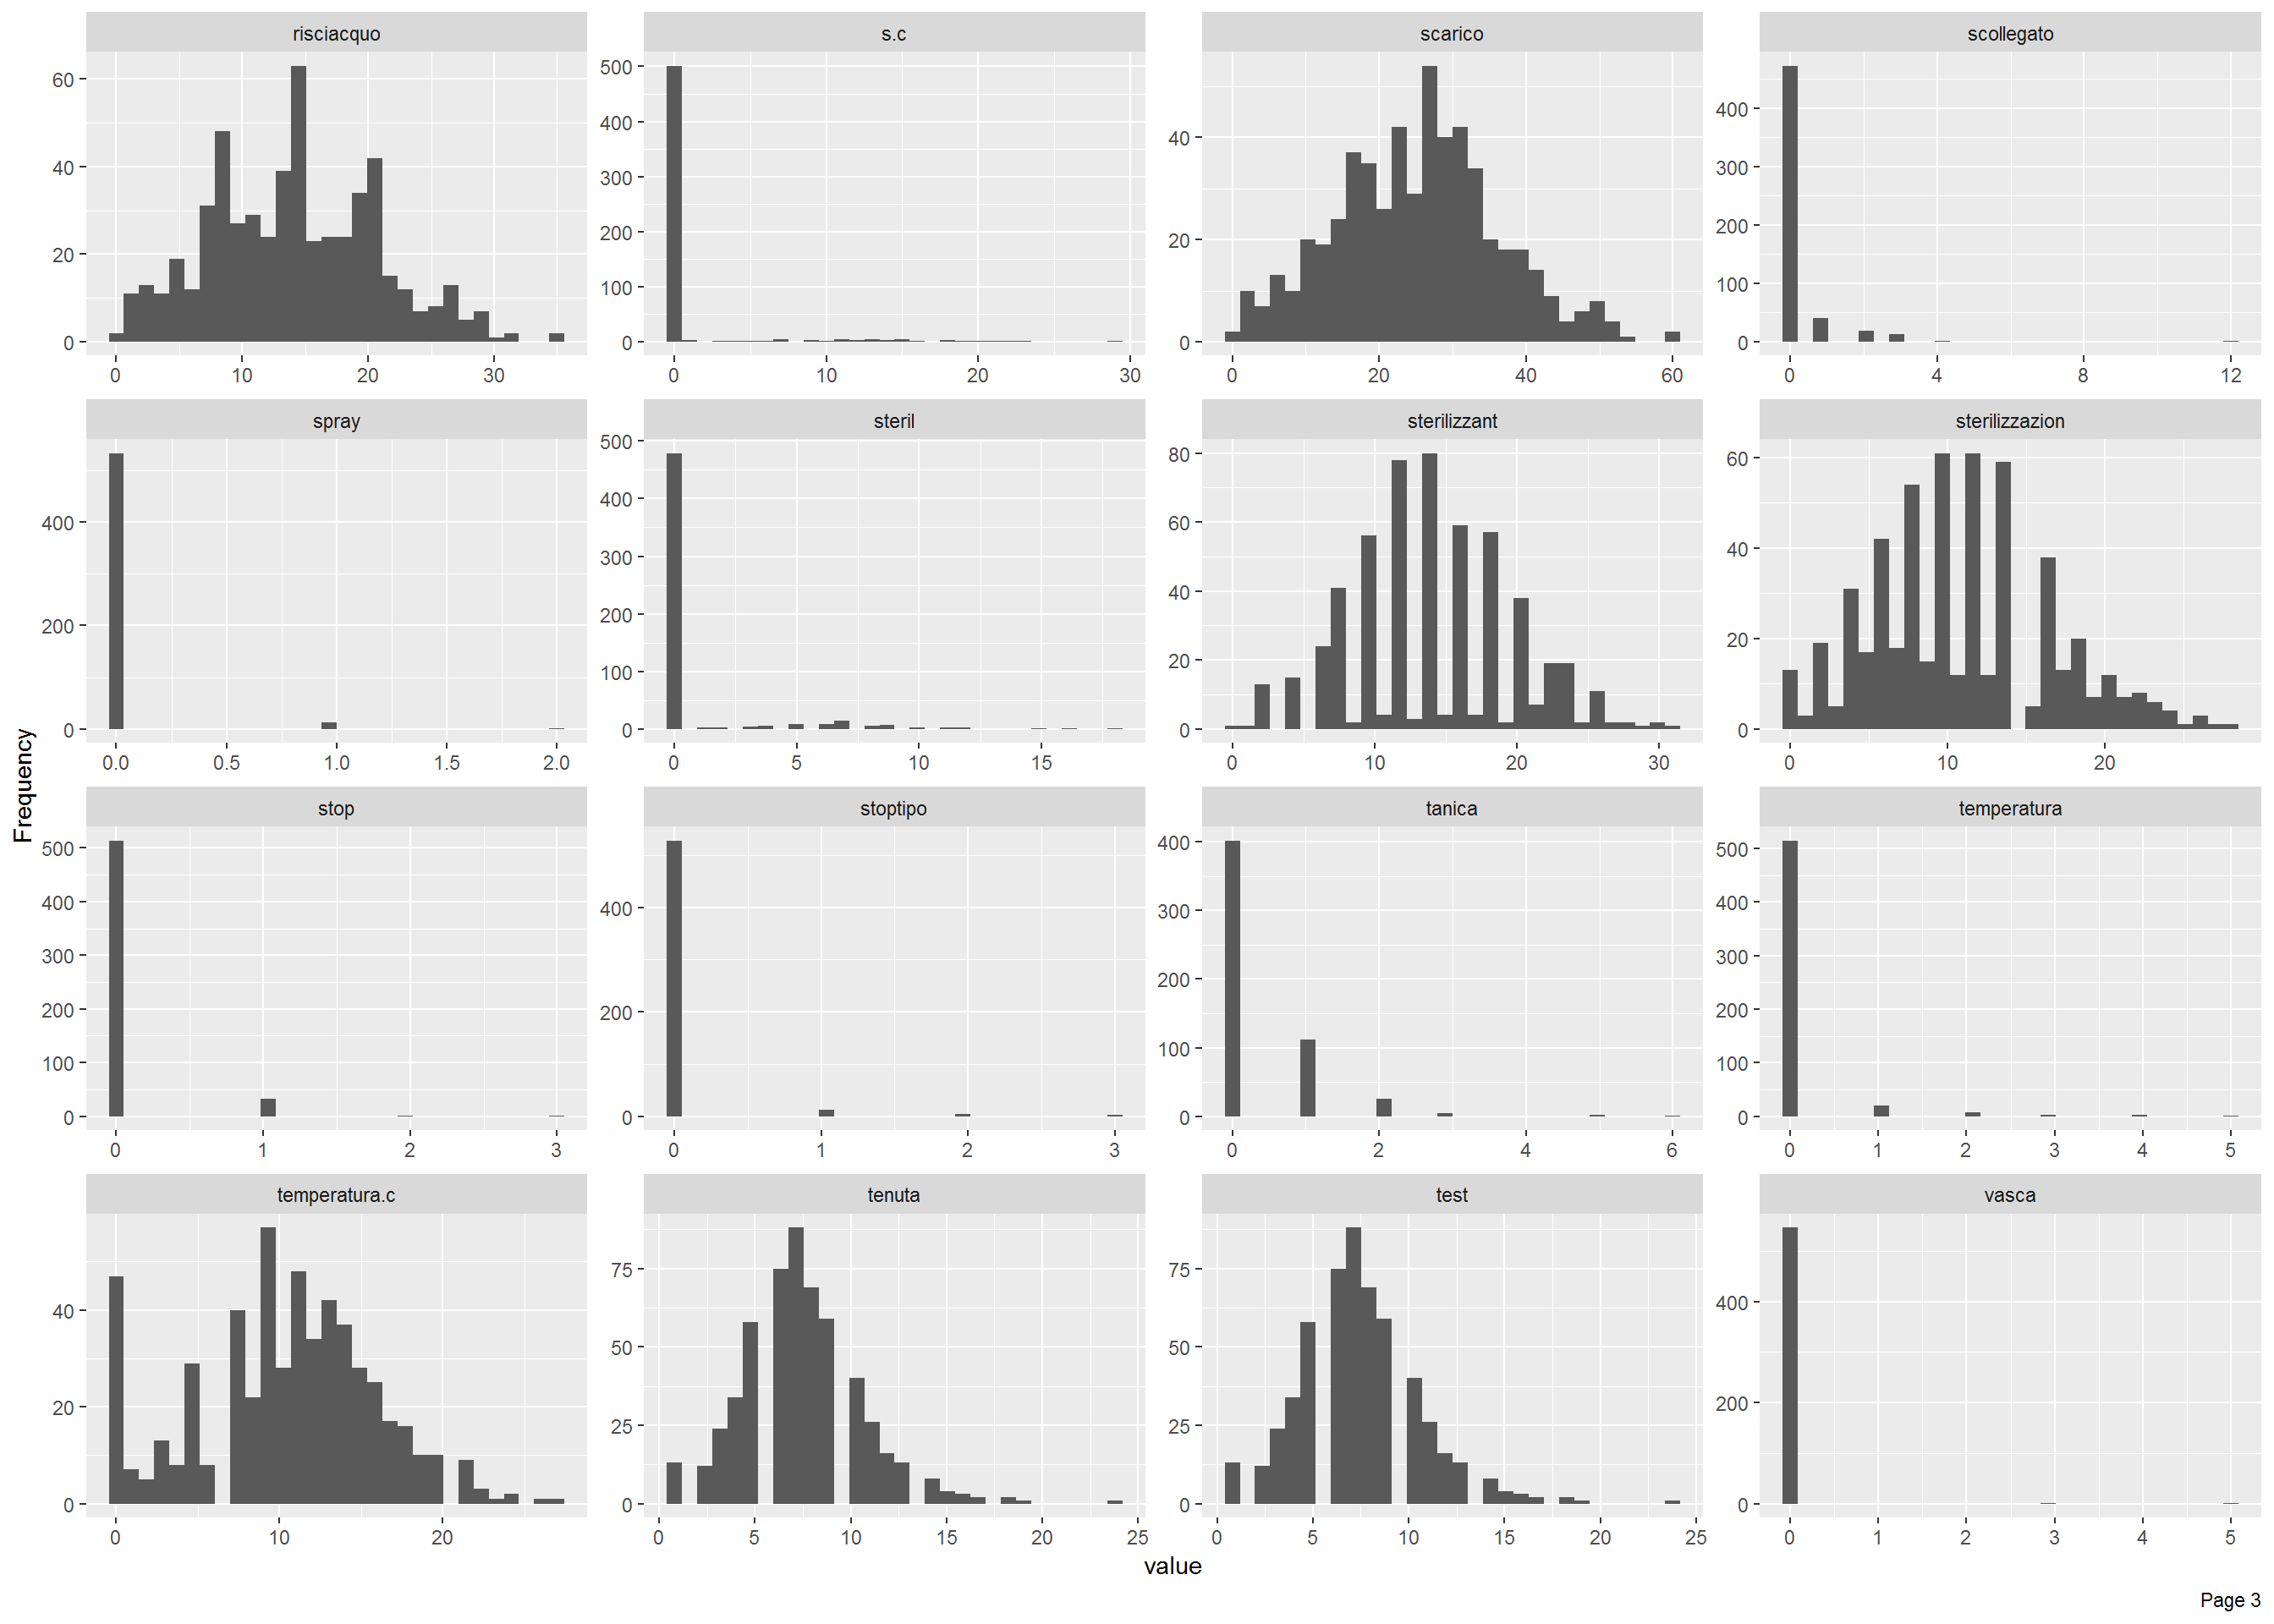 risciacquo s.c scarico scollegato
60 500 400
40 400 40 300
300 200
20 200 20 100
100
0 0 0 0
0 10 20 30 0 10 20 30 0 20 40 60 0 4 8 12
spray steril sterilizzant sterilizzazion
500 80 60
400 400 60 40
300 40
200 200 20 20
100
0 0 0 0
0.0 0.5 1.0 1.5 2.0 0 5 10 15 0 10 20 30 0 10 20
Frequency
stop stoptipo tanica temperatura
500 400 500
400 400 300 400
300 200 300
200 200 100 200
100 100
0 0 0 0
0 1 2 3 0 1 2 3 0 2 4 6 0 1 2 3 4 5
temperatura.c tenuta test vasca
40 75 75 400
20 50 50 200
25 25
0 0 0 0
0 10 20 0 5 10 15 20 25 0 5 10 15 20 25 0 1 2 3 4 5
value
Page 3